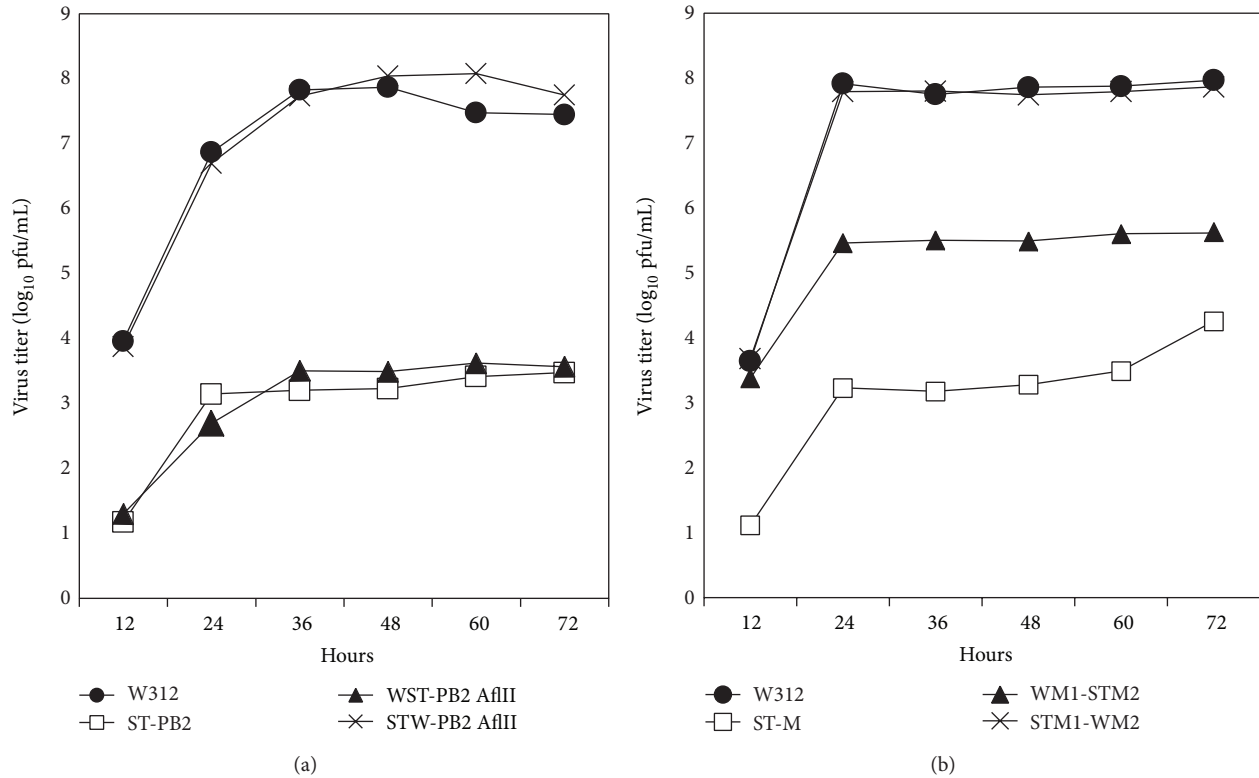 9
8
7
6
5
4
3
2
1
0
Virus titer (log₁₀ pfu/mL)
12 24 36 48 60 72
Hours
W312
ST-PB2
WST-PB2 AflII
STW-PB2 AflII
(a)
9
8
7
6
5
4
3
2
1
0
Virus titer (log₁₀ pfu/mL)
12 24 36 48 60 72
Hours
W312
ST-M
WM1-STM2
STM1-WM2
(b)